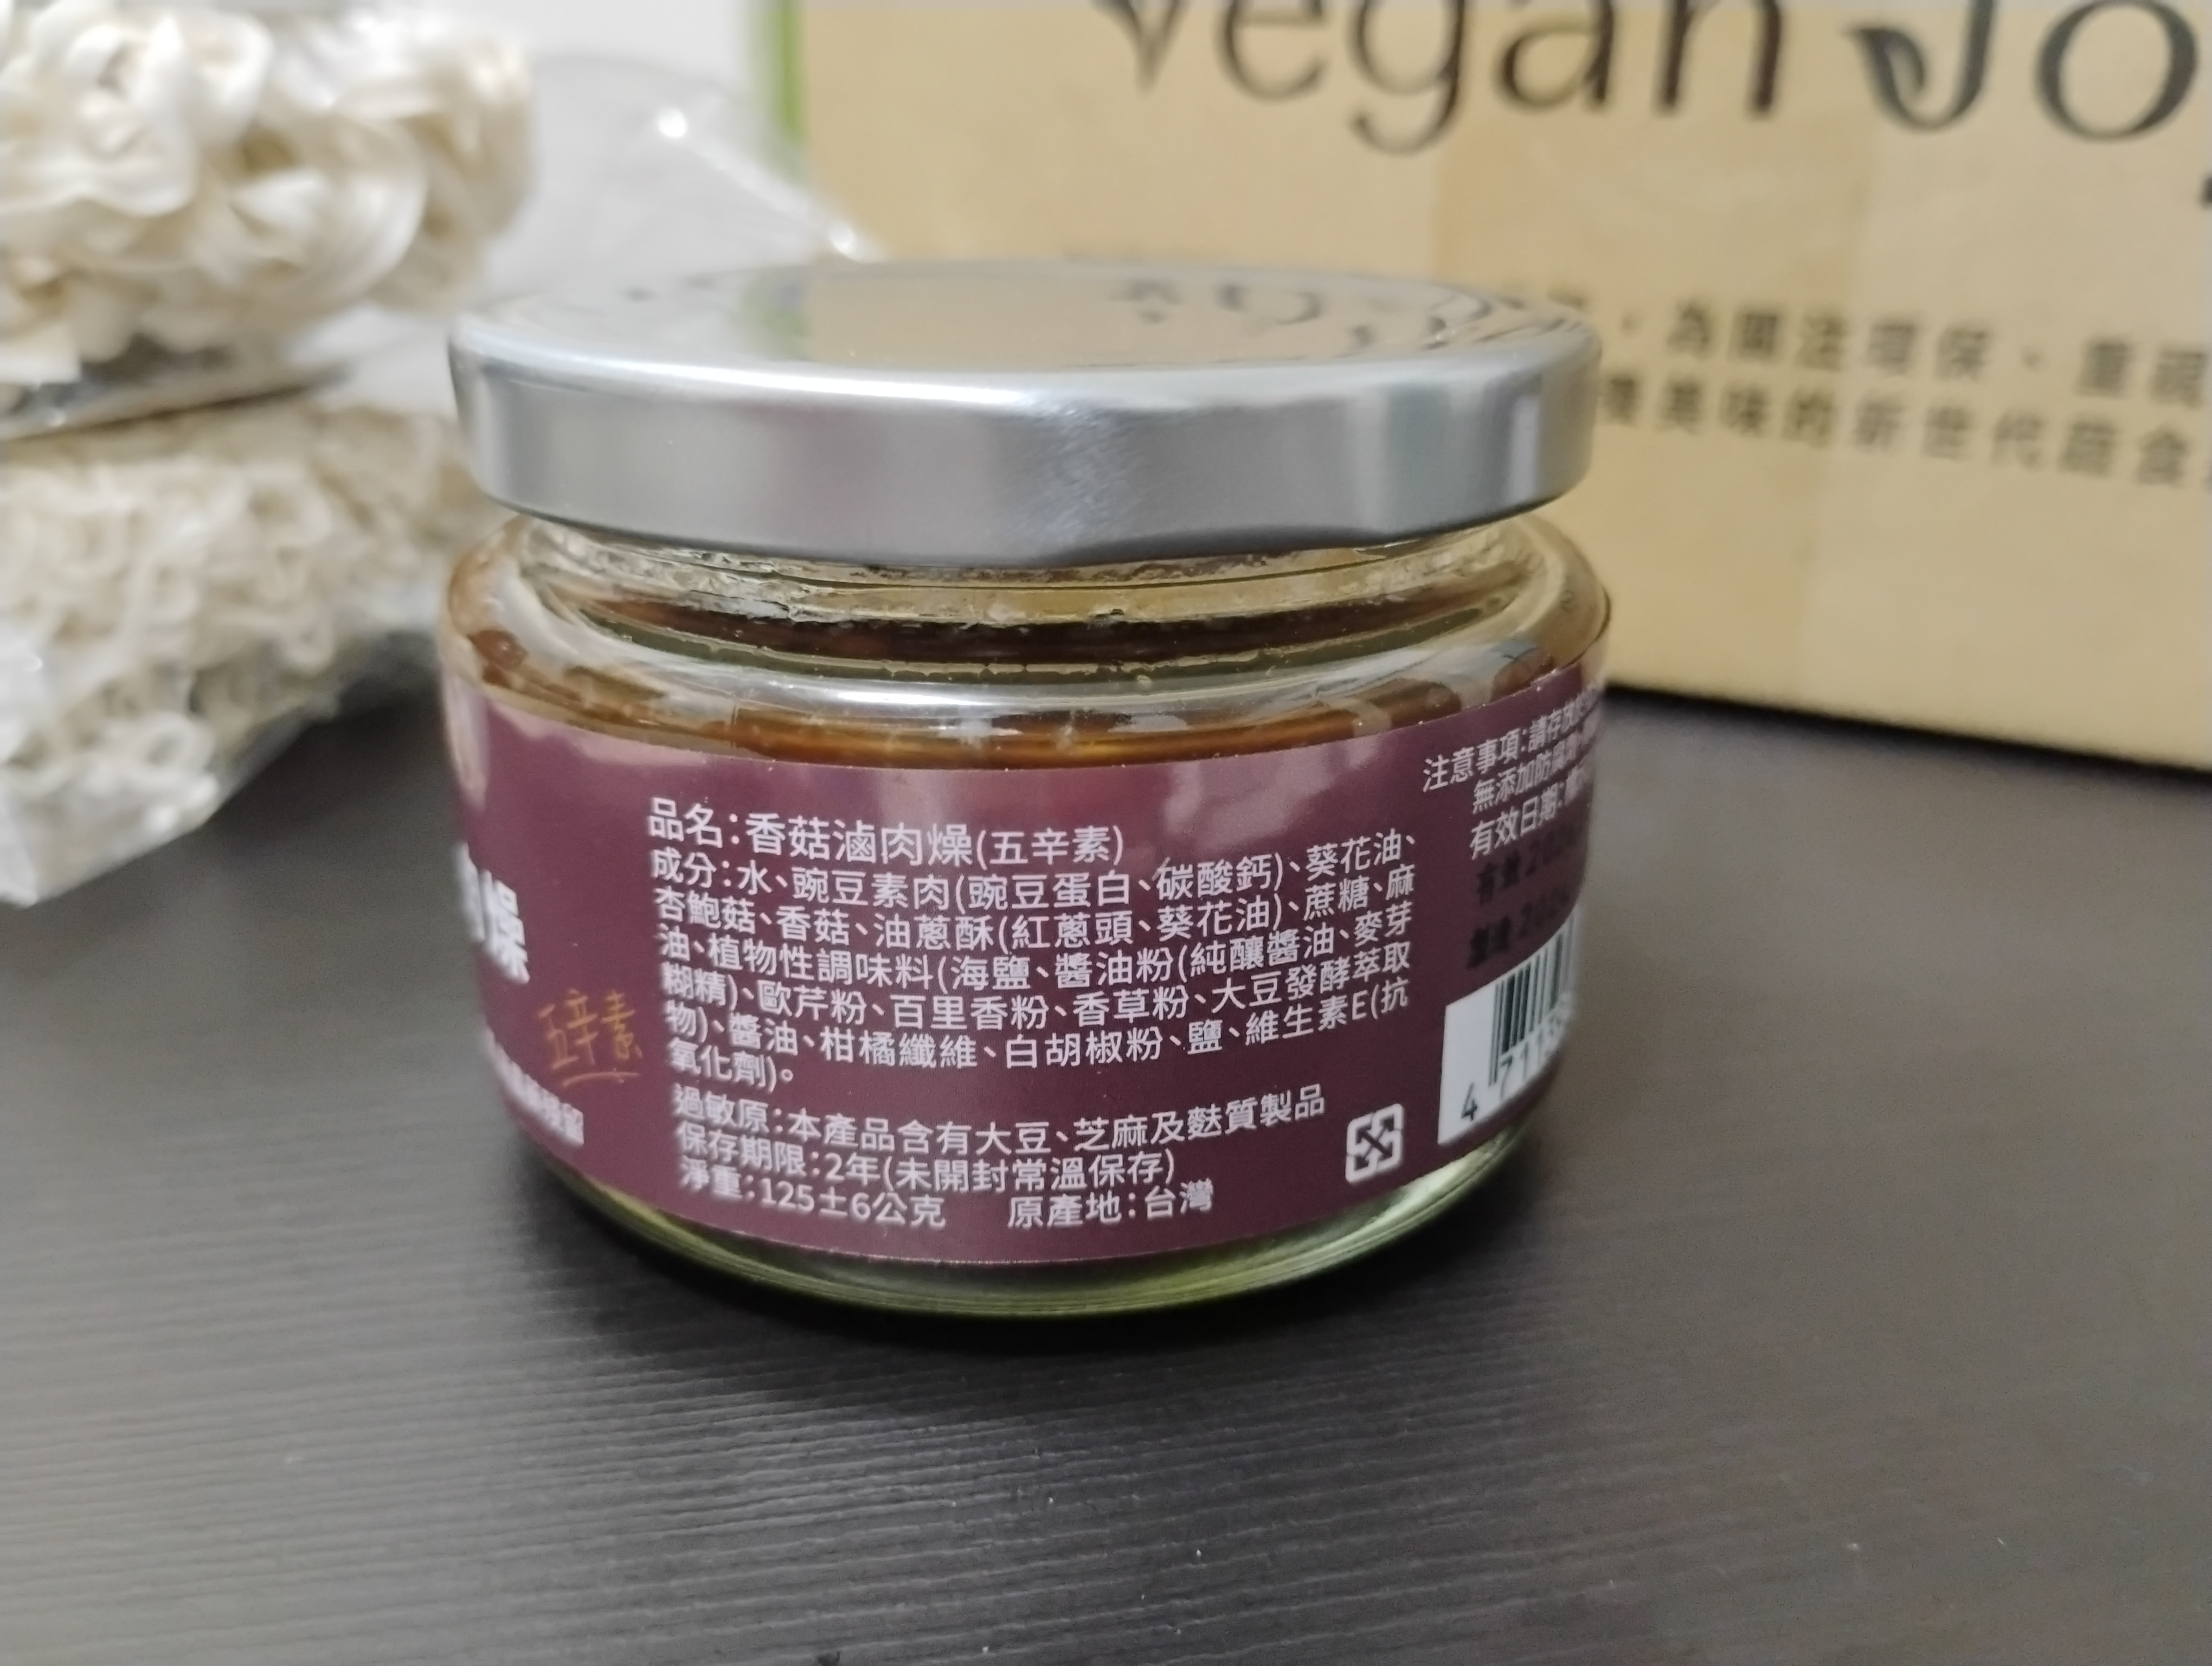 Vegan Jo
、為關注環保、重視
美味的新世代蔬食
燥
五辛素
品名:香菇滷肉燥(五辛素)
成分:水、豌豆素肉(豌豆蛋白、碳酸鈣)、葵花油、
杏鮑菇、香菇、油蔥酥(紅蔥頭、葵花油)、蔗糖、麻
油、植物性調味料(海鹽、醬油粉(純釀醬油、麥芽
糊精)、歐芹粉、百里香粉、香草粉、大豆發酵萃取
物)、醬油、柑橘纖維、白胡椒粉、鹽、維生素E(抗
氧化劑)。
過敏原:本產品含有大豆、芝麻及麩質製品
保存期限:2年(未開封常溫保存)
淨重:125±6公克 原產地:台灣
注意事項:請存放
無添加防腐
有效日期:
4 711